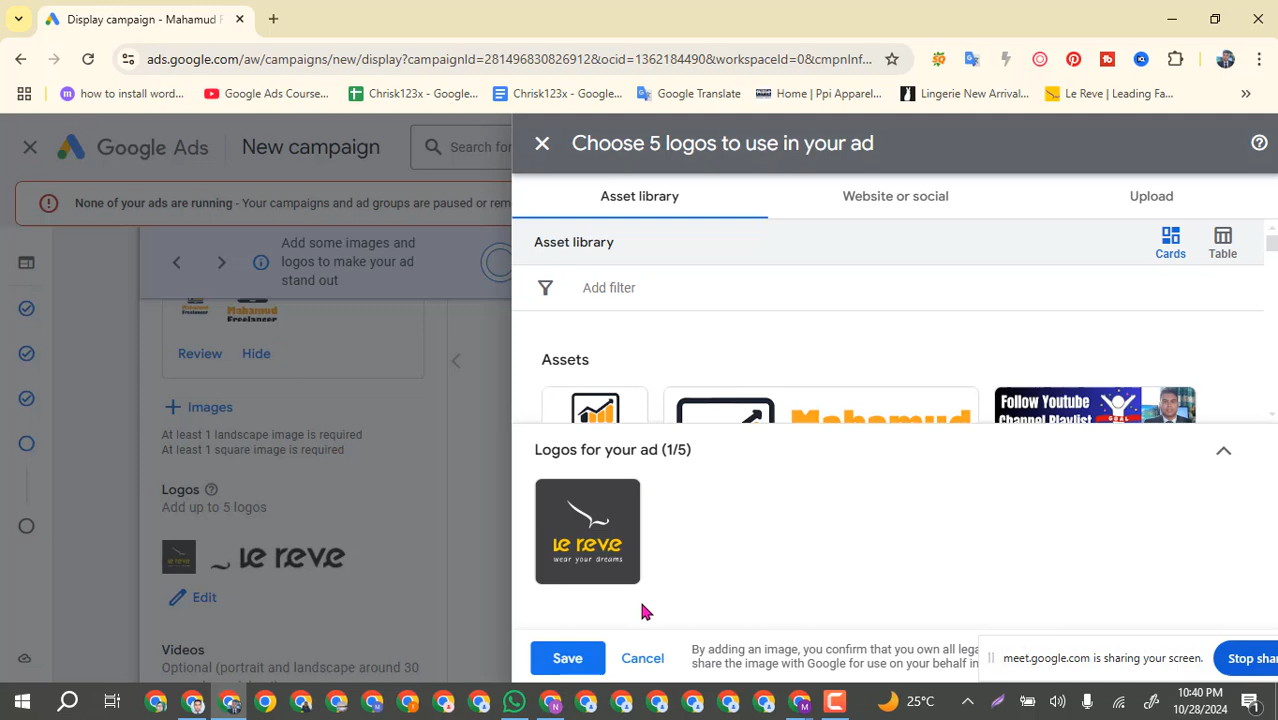 Display campaign - Mahamud F
ads.google.com/aw/campaigns/new/display?campaignId=281496830826912&ocid=1362184490&workspaceId=0&cmpnInf...
how to install word...
Google Ads Course...
Chrisk123x - Google...
Chrisk123x - Google...
Google Translate
Home | Ppi Apparel...
Lingerie New Arrival...
Le Reve | Leading Fa...
Google Ads
New campaign
Search for
Choose 5 logos to use in your ad
None of your ads are running - Your campaigns and ad groups are paused or rem
Asset library
Website or social
Upload
Asset library
Cards
Table
Add filter
Add some images and
logos to make your ad
stand out
Mahamud
Freelancer
Mahamud
Freelancer
Review
Hide
Assets
Mahamud
Follow Youtube
Channel Playlist
GOAL
Images
At least 1 landscape image is required
At least 1 square image is required
Logos
Add up to 5 logos
Le reve
Edit
Videos
Optional (portrait and landscape around 30
Logos for your ad (1/5)
Le reve
wear your dreams
Save
Cancel
By adding an image, you confirm that you own all lega
share the image with Google for use on your behalf in
meet.google.com is sharing your screen.
Stop sha
25°C
10:40 PM
10/28/2024